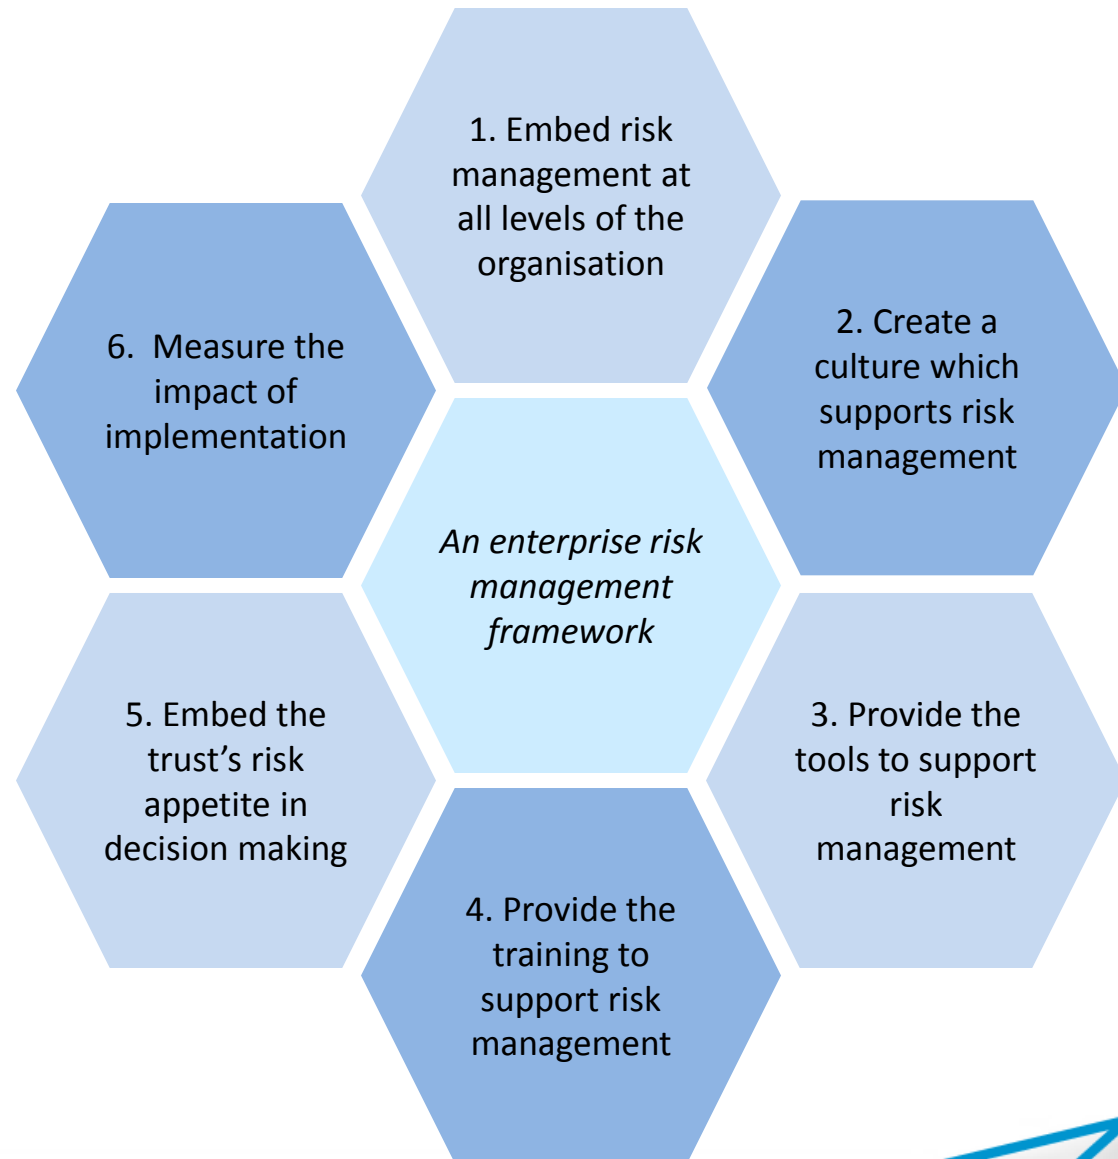 1. Embed risk
management at
all levels of the
organisation
2. Create a
culture which
supports risk
management
6.  Measure the
impact of
implementation
An enterprise risk
management
framework
3. Provide the
tools to support
risk
management
5. Embed the
trust’s risk
appetite in
decision making
4. Provide the
training to
support risk
management